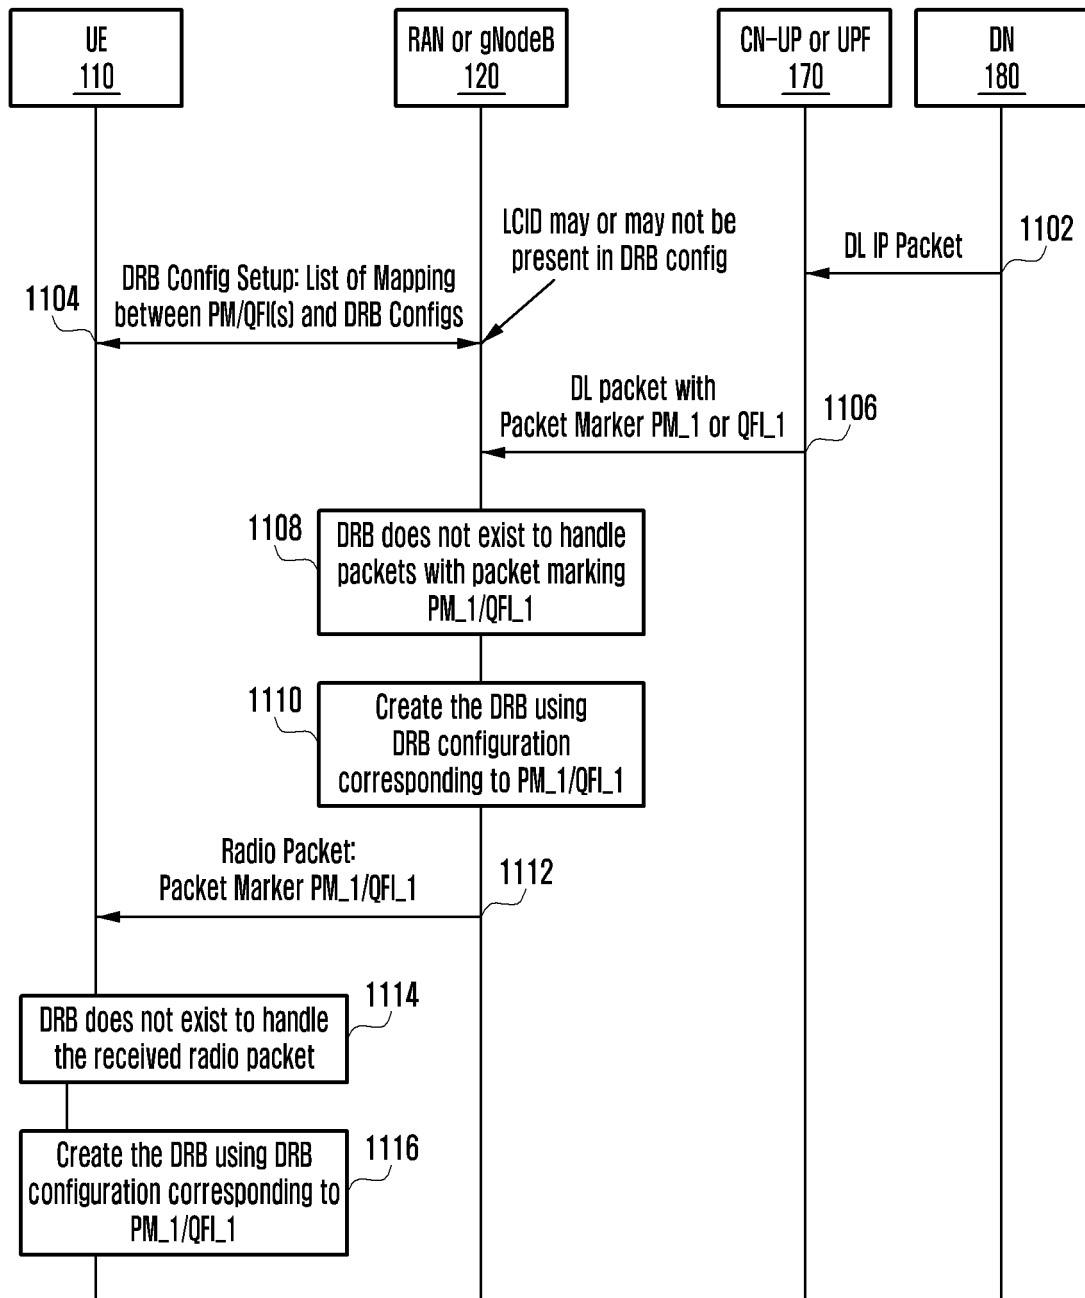 UE
110
RAN or gNodeB
120
CN-UP or UPF
170
DN
180
1102
DL IP Packet
LCID may or may not be
present in DRB config
1104
DRB Config Setup: List of Mapping
between PM/QFI(s) and DRB Configs
DL packet with
Packet Marker PM_1 or QFI_1
1106
1108
DRB does not exist to handle
packets with packet marking
PM_1/QFI_1
1110
Create the DRB using
DRB configuration
corresponding to PM_1/QFI_1
Radio Packet:
Packet Marker PM_1/QFI_1
1112
1114
DRB does not exist to handle
the received radio packet
1116
Create the DRB using DRB
configuration corresponding to
PM_1/QFI_1